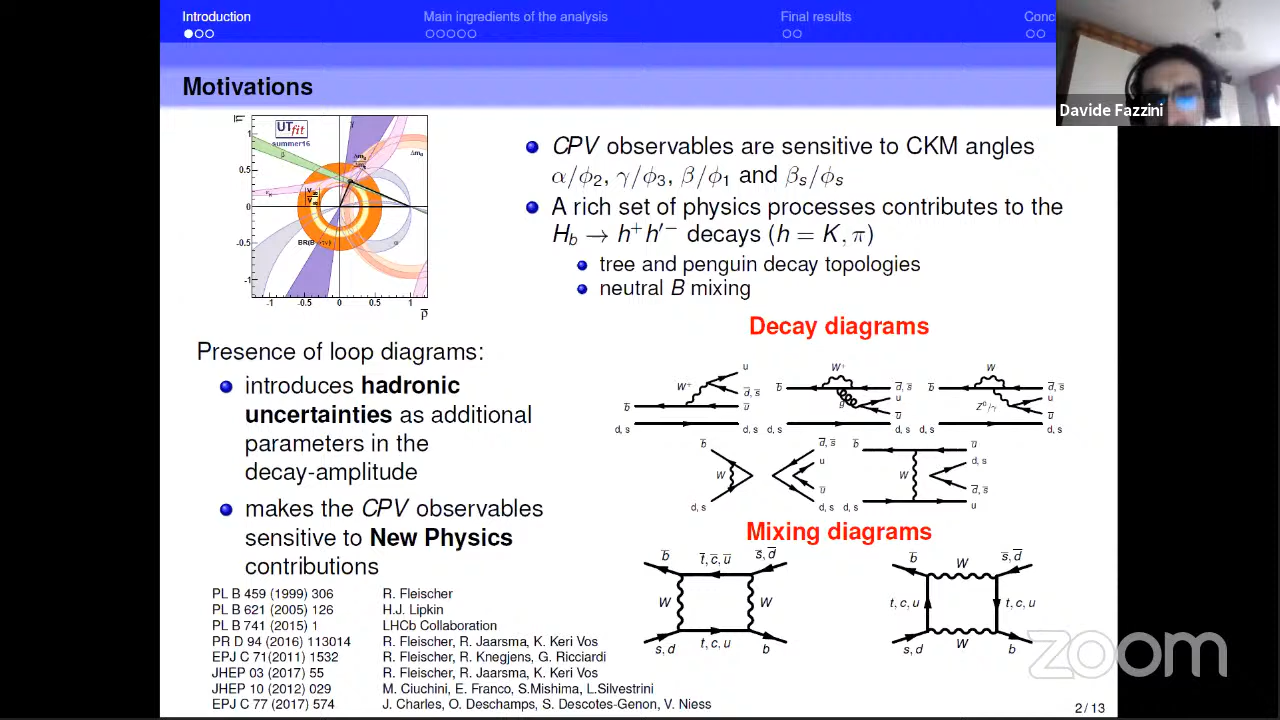 Introduction
Main ingredients of the analysis
Final results
Conc
Motivations
Davide Fazzini
UTfit
summer16
CPV observables are sensitive to CKM angles
α/ϕ₂, γ/ϕ₃, β/ϕ₁ and βₛ/ϕₛ
A rich set of physics processes contributes to the
H_b → h⁺h′⁻ decays (h = K, π)
tree and penguin decay topologies
neutral B mixing
Presence of loop diagrams:
introduces hadronic
uncertainties as additional
parameters in the
decay-amplitude
makes the CPV observables
sensitive to New Physics
contributions
Decay diagrams
Mixing diagrams
PL B 459 (1999) 306 R. Fleischer
PL B 621 (2005) 126 H.J. Lipkin
PL B 741 (2015) 1 LHCb Collaboration
PR D 94 (2016) 113014 R. Fleischer, R. Jaarsma, K. Keri Vos
EPJ C 71(2011) 1532 R. Fleischer, R. Knegjens, G. Ricciardi
JHEP 03 (2017) 55 R. Fleischer, R. Jaarsma, K. Keri Vos
JHEP 10 (2012) 029 M. Ciuchini, E. Franco, S.Mishima, L.Silvestrini
EPJ C 77 (2017) 574 J. Charles, O. Deschamps, S. Descotes-Genon, V. Niess
zoom
2 / 13